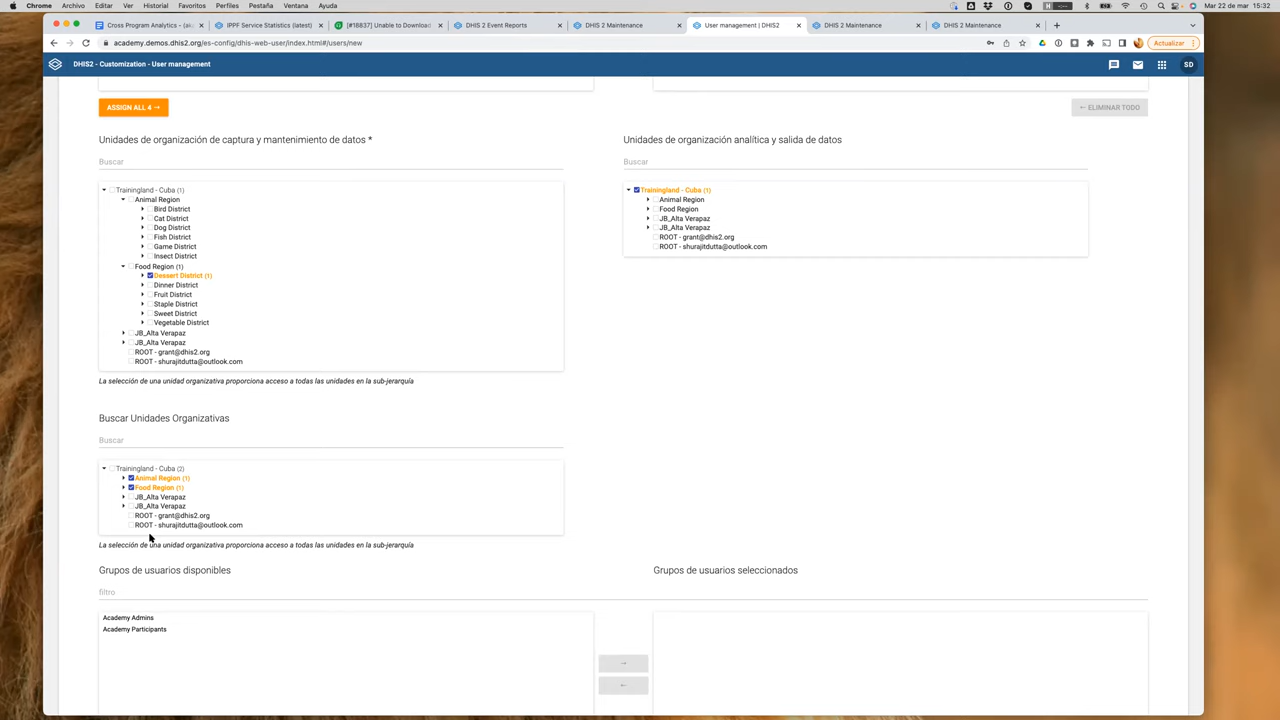 Chrome Archivo Editar Ver Historial Favoritos Perfiles Pestaña Ventana Ayuda
Mar 22 de mar 15:32
Cross Program Analytics - (ak
IPPF Service Statistics (latest)
[#18837] Unable to Download
DHIS 2 Event Reports
DHIS 2 Maintenance
User management | DHIS2
DHIS 2 Maintenance
DHIS 2 Maintenance
academy.demos.dhis2.org/es-config/dhis-web-user/index.html#/users/new
Actualizar
DHIS2 - Customization - User management
SD
ASSIGN ALL 4 →
← ELIMINAR TODO
Unidades de organización de captura y mantenimiento de datos *
Buscar
Trainingland - Cuba (1)
Animal Region
Bird District
Cat District
Dog District
Fish District
Game District
Insect District
Food Region (1)
Dessert District (1)
Dinner District
Fruit District
Staple District
Sweet District
Vegetable District
JB_Alta Verapaz
JB_Alta Verapaz
ROOT - grant@dhis2.org
ROOT - shurajitdutta@outlook.com
La selección de una unidad organizativa proporciona acceso a todas las unidades en la sub-jerarquía
Unidades de organización analítica y salida de datos
Buscar
Trainingland - Cuba (1)
Animal Region
Food Region
JB_Alta Verapaz
JB_Alta Verapaz
ROOT - grant@dhis2.org
ROOT - shurajitdutta@outlook.com
Buscar Unidades Organizativas
Buscar
Trainingland - Cuba (2)
Animal Region (1)
Food Region (1)
JB_Alta Verapaz
JB_Alta Verapaz
ROOT - grant@dhis2.org
ROOT - shurajitdutta@outlook.com
La selección de una unidad organizativa proporciona acceso a todas las unidades en la sub-jerarquía
Grupos de usuarios disponibles
Grupos de usuarios seleccionados
filtro
Academy Admins
Academy Participants
→
←